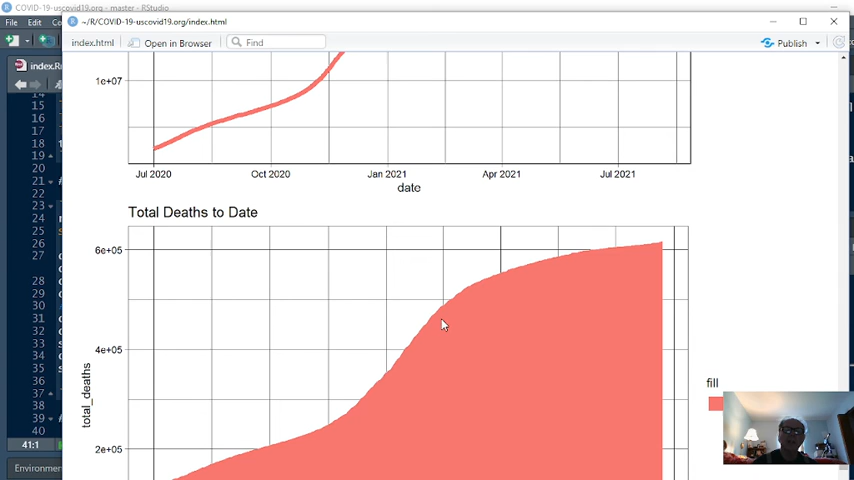 COVID-19-uscovid19.org - master - RStudio
File Edit Co
~/R/COVID-19-uscovid19.org/index.html
index.html Open in Browser Find Publish
index.R
1e+07
14
15
16
17
18
19
20
21
22
23
24
25
26
27
28
29
30
31
32
33
34
35
36
37
38
39
40
Jul 2020 Oct 2020 Jan 2021 Apr 2021 Jul 2021
date
Total Deaths to Date
6e+05
4e+05
total_deaths
2e+05
fill
41:1
Environmen